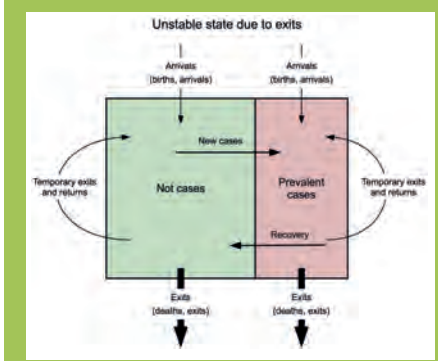 Unstable state due to exits
Arrivals
(births, arrivals)
Arrivals
(births, arrivals)
New cases
Temporary exits
and returns
Not cases
Prevalent
cases
Temporary exits
and returns
Recovery
Exits
(deaths, exits)
Exits
(deaths, exits)